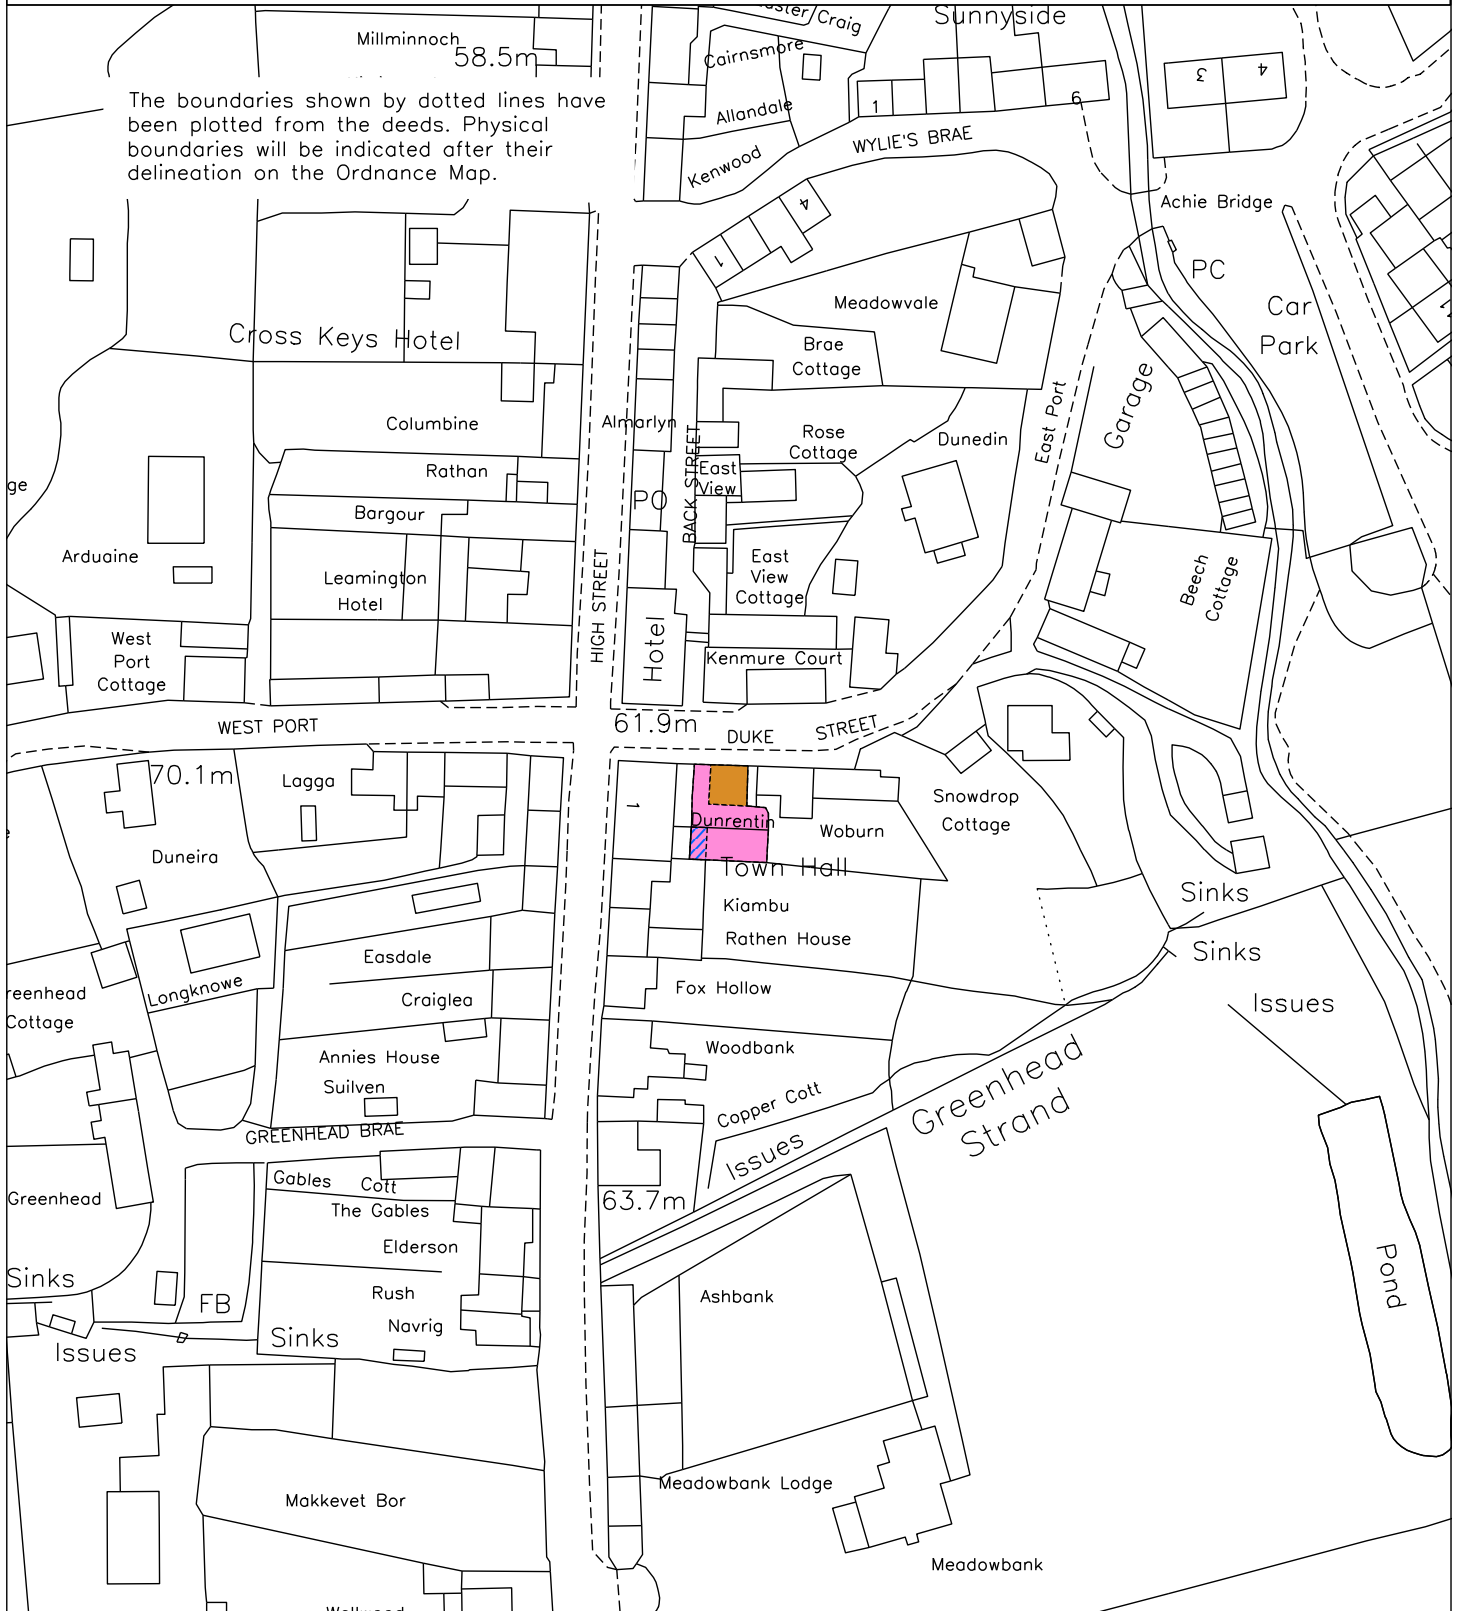 Craig
Sunnyside
Millminnoch
58.5m
Cairnsmore
3
4
1
9
Allandale
The boundaries shown by dotted lines have
been plotted from the deeds. Physical
boundaries will be indicated after their
delineation on the Ordnance Map.
WYLIE'S BRAE
Kenwood
4
Achie Bridge
1
PC
Meadowvale
Car
Park
Cross Keys Hotel
Brae
Cottage
Garage
East Port
Columbine
Almarlyn
Rose
Cottage
Dunedin
BACK STREET
Rathan
East
View
ge
PO
Bargour
Arduaine
East
View
Cottage
Beech
Cottage
Leamington
Hotel
HIGH STREET
West
Port
Cottage
Hotel
Kenmure Court
WEST PORT
61.9m
DUKE STREET
70.1m
Lagga
1
Snowdrop
Cottage
Dunrentin
Woburn
Duneira
Town Hall
Sinks
Kiambu
Rathen House
Easdale
Sinks
Longknowe
reenhead
Cottage
Craiglea
Fox Hollow
Issues
Annies House
Woodbank
Suilven
Copper Cott
Greenhead
Strand
GREENHEAD BRAE
Issues
Gables Cott
Greenhead
The Gables
63.7m
Elderson
Sinks
Pond
Rush
Ashbank
FB
Navrig
Sinks
Issues
Meadowbank Lodge
Makkevet Bor
Meadowbank